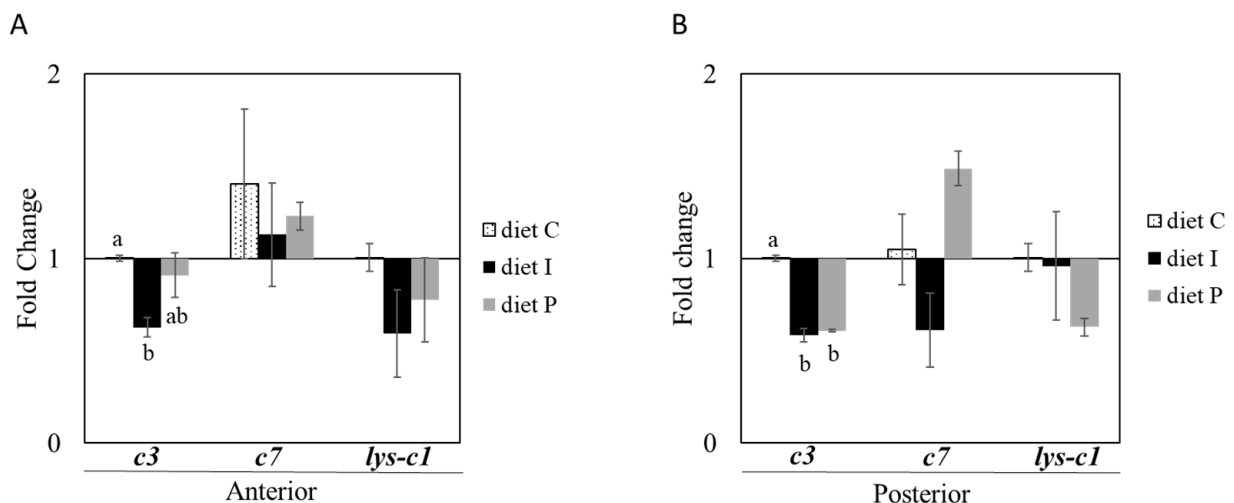 A
2
1
0
Fold Change
a
b
ab
c3 c7 lys-c1
Anterior
diet C
diet I
diet P
B
2
1
0
Fold change
a
b
b
c3 c7 lys-c1
Posterior
diet C
diet I
diet P